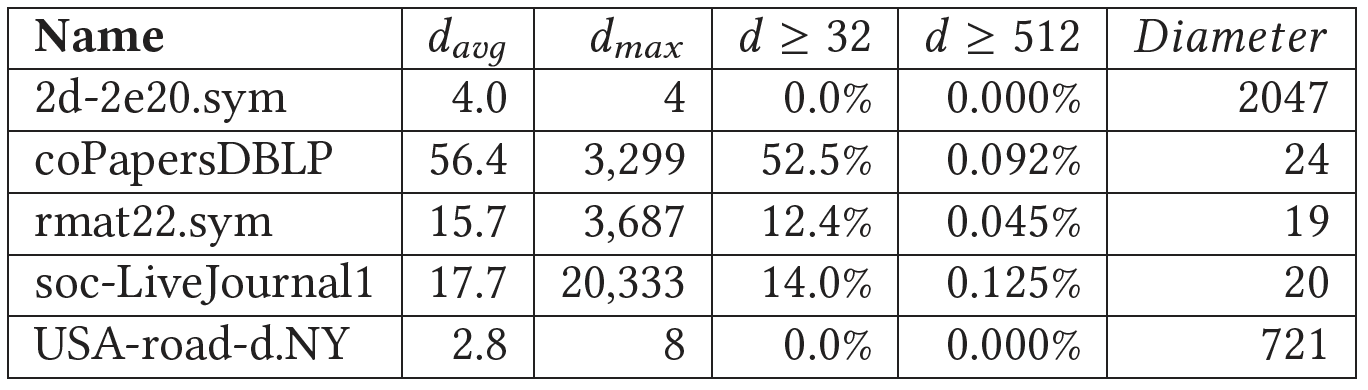 Name d_avg d_max d ≥ 32 d ≥ 512 Diameter
2d-2e20.sym 4.0 4 0.0% 0.000% 2047
coPapersDBLP 56.4 3,299 52.5% 0.092% 24
rmat22.sym 15.7 3,687 12.4% 0.045% 19
soc-LiveJournal1 17.7 20,333 14.0% 0.125% 20
USA-road-d.NY 2.8 8 0.0% 0.000% 721